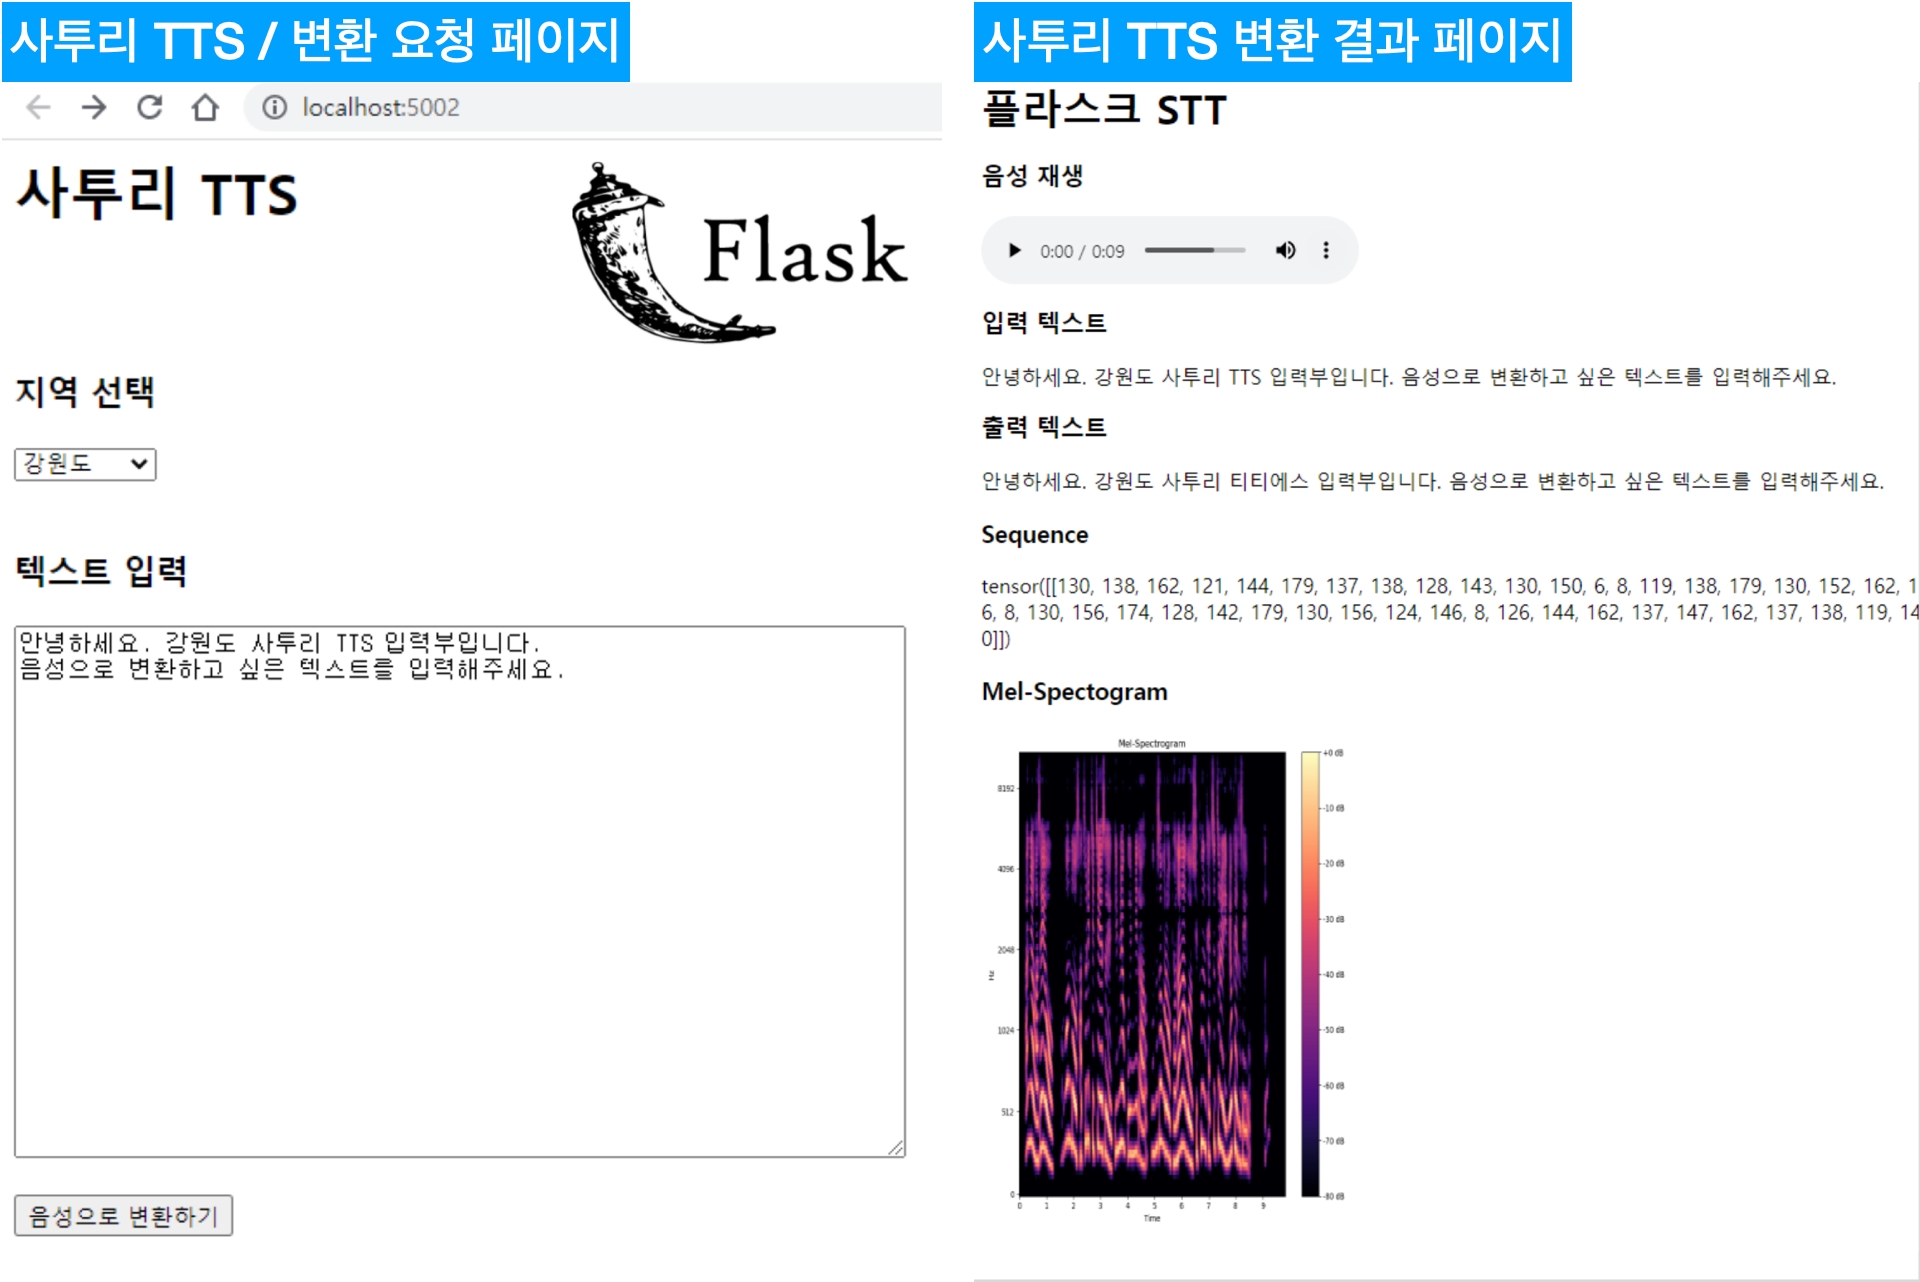 사투리 TTS / 변환 요청 페이지
localhost:5002
사투리 TTS
Flask
지역 선택
강원도
텍스트 입력
안녕하세요. 강원도 사투리 TTS 입력부입니다.
음성으로 변환하고 싶은 텍스트를 입력해주세요.
음성으로 변환하기
사투리 TTS 변환 결과 페이지
플라스크 STT
음성 재생
0:00 / 0:09
입력 텍스트
안녕하세요. 강원도 사투리 TTS 입력부입니다. 음성으로 변환하고 싶은 텍스트를 입력해주세요.
출력 텍스트
안녕하세요. 강원도 사투리 티티에스 입력부입니다. 음성으로 변환하고 싶은 텍스트를 입력해주세요.
Sequence
tensor([[130, 138, 162, 121, 144, 179, 137, 138, 128, 143, 130, 150, 6, 8, 119, 138, 179, 130, 152, 162, 1
6, 8, 130, 156, 174, 128, 142, 179, 130, 156, 124, 146, 8, 126, 144, 162, 137, 147, 162, 137, 138, 119, 14
0]])
Mel-Spectogram
Mel-Spectrogram
8192
4096
2048
1024
512
0
Hz
0 1 2 3 4 5 6 7 8 9
Time
+0 dB
-10 dB
-20 dB
-30 dB
-40 dB
-50 dB
-60 dB
-70 dB
-80 dB